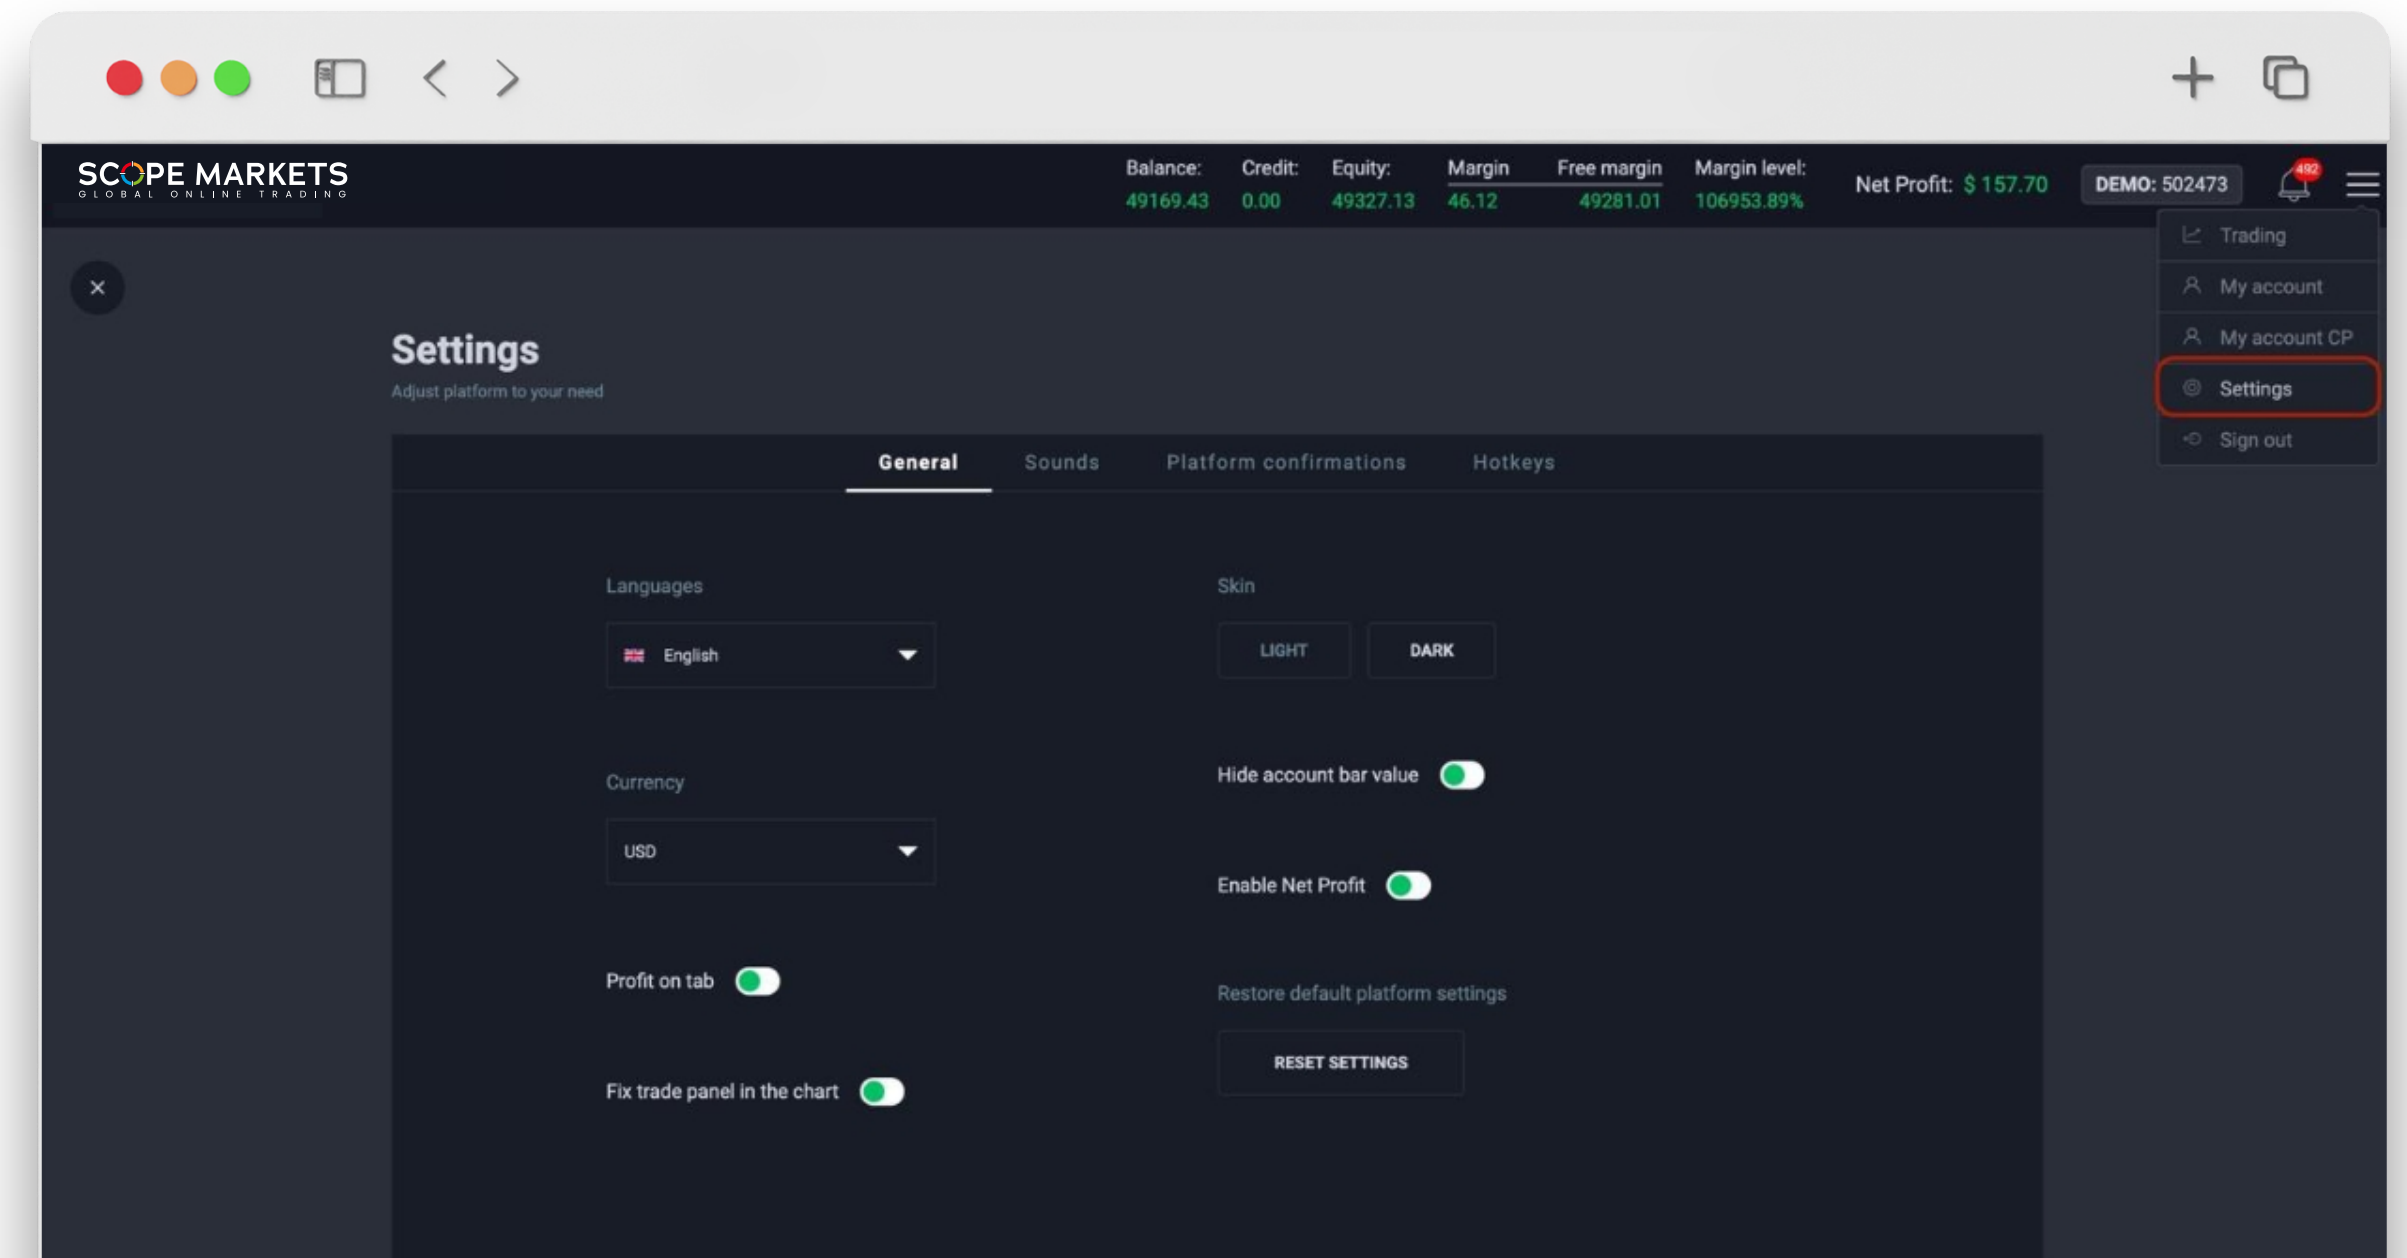 SCOPE MARKETS
GLOBAL ONLINE TRADING
Balance: Credit: Equity: Margin Free margin Margin level:
49169.43 0.00 49327.13 46.12 49281.01 106953.89%
Net Profit: $ 157.70
DEMO: 502473
492
Trading
My account
My account CP
Settings
Sign out
Settings
Adjust platform to your need
General Sounds Platform confirmations Hotkeys
Languages
English
Currency
USD
Profit on tab
Fix trade panel in the chart
Skin
LIGHT DARK
Hide account bar value
Enable Net Profit
Restore default platform settings
RESET SETTINGS